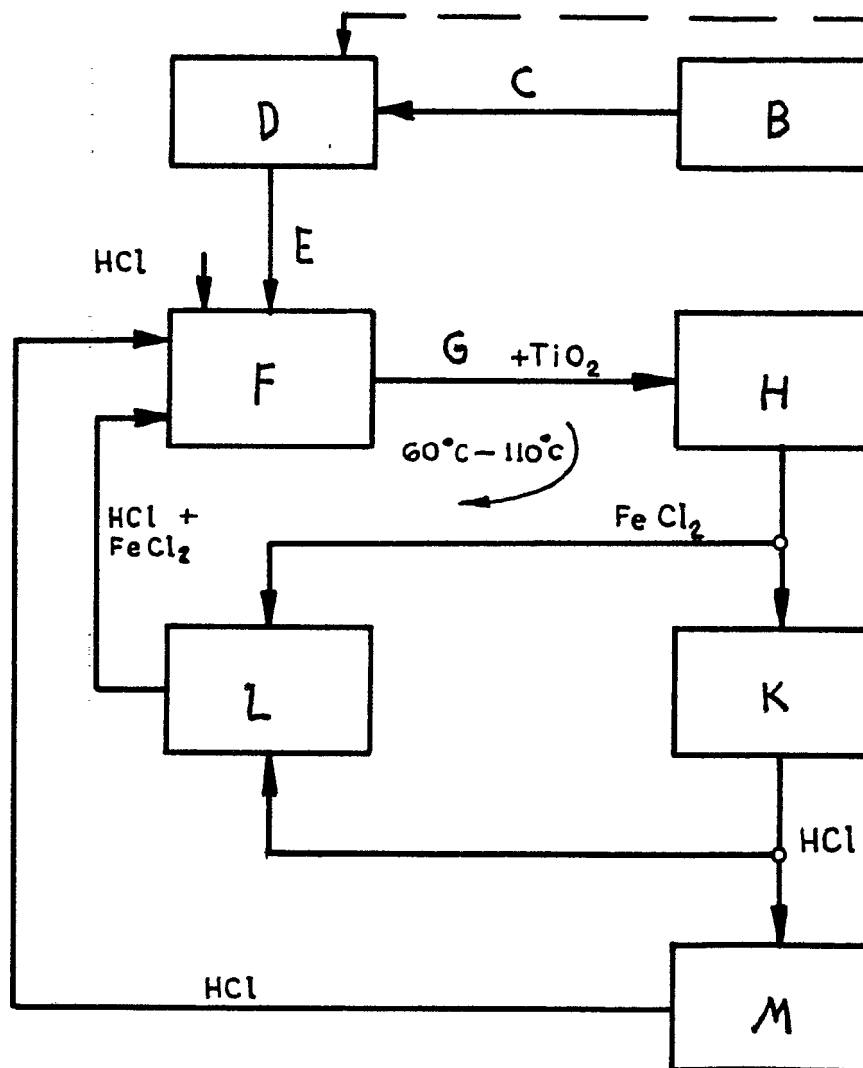 C
D
B
E
HCl
F
G +TiO₂
H
60°C – 110°C
HCl +
FeCl₂
FeCl₂
L
K
HCl
HCl
M